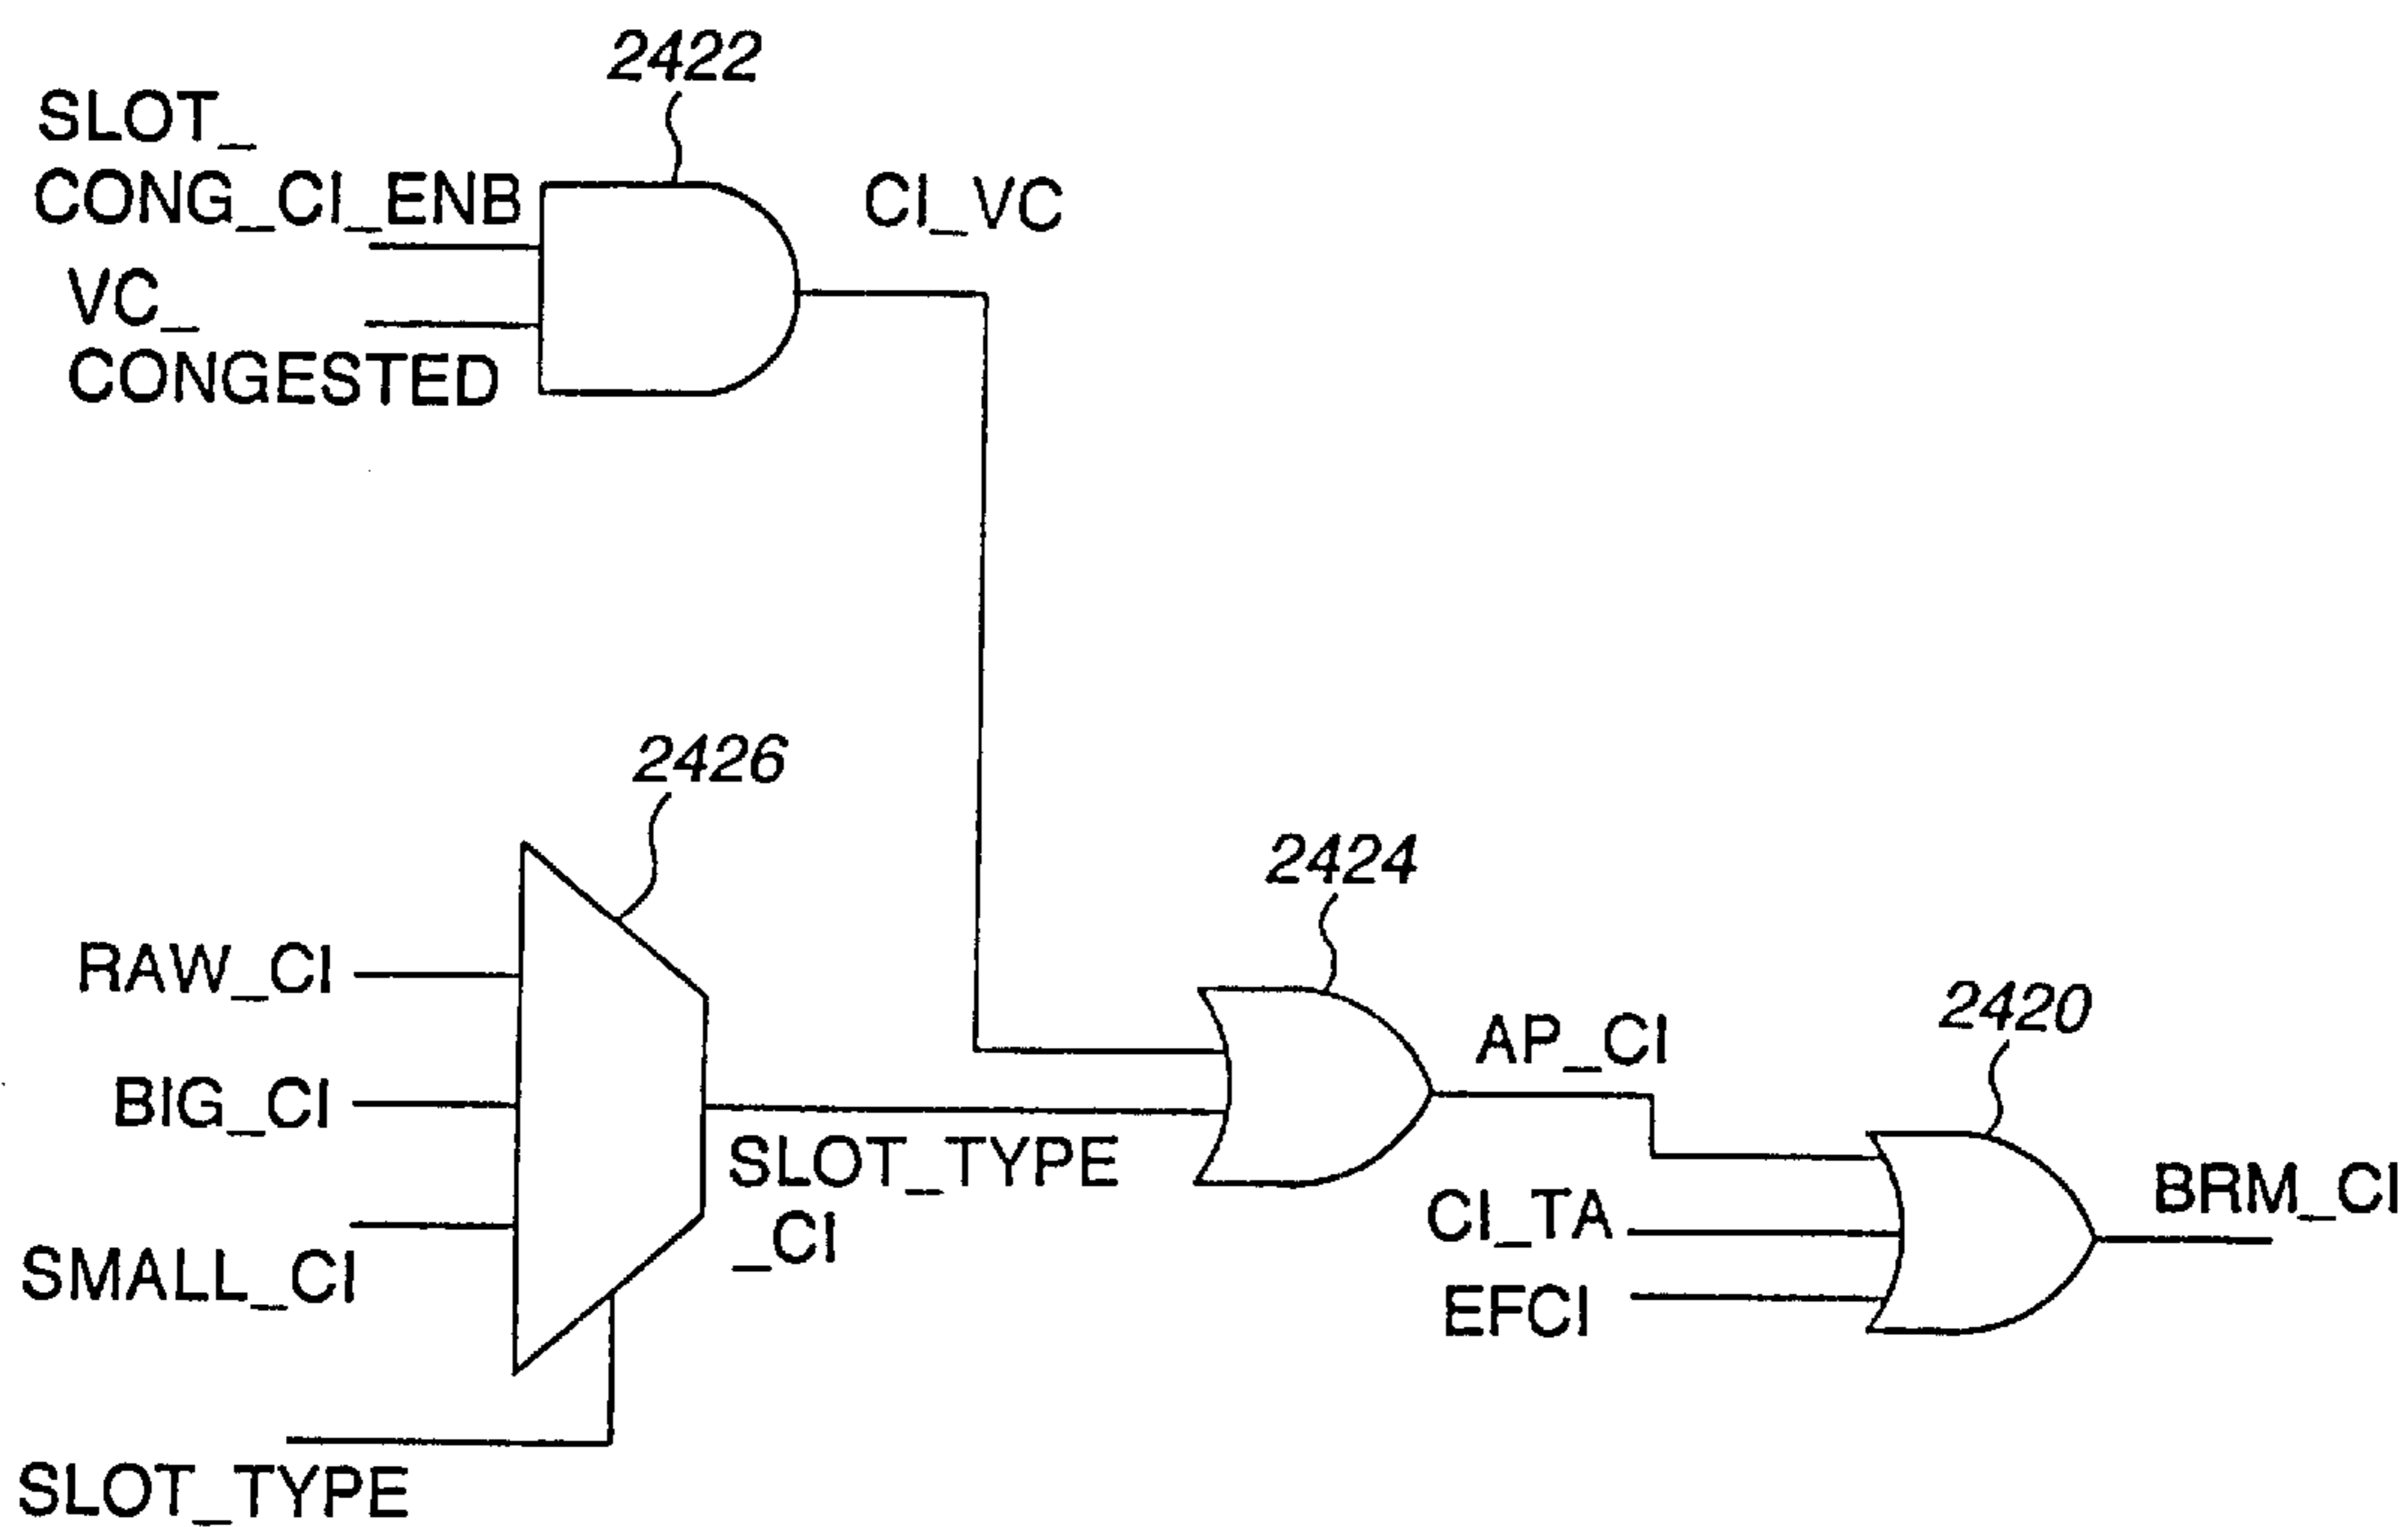 2422
SLOT_
CONG_CI_ENB
CI_VC
VC_
CONGESTED
2426
2424
RAW_CI
AP_CI
2420
BIG_CI
SLOT_TYPE
_CI
BRM_CI
CI_TA
SMALL_CI
EFCI
SLOT_TYPE